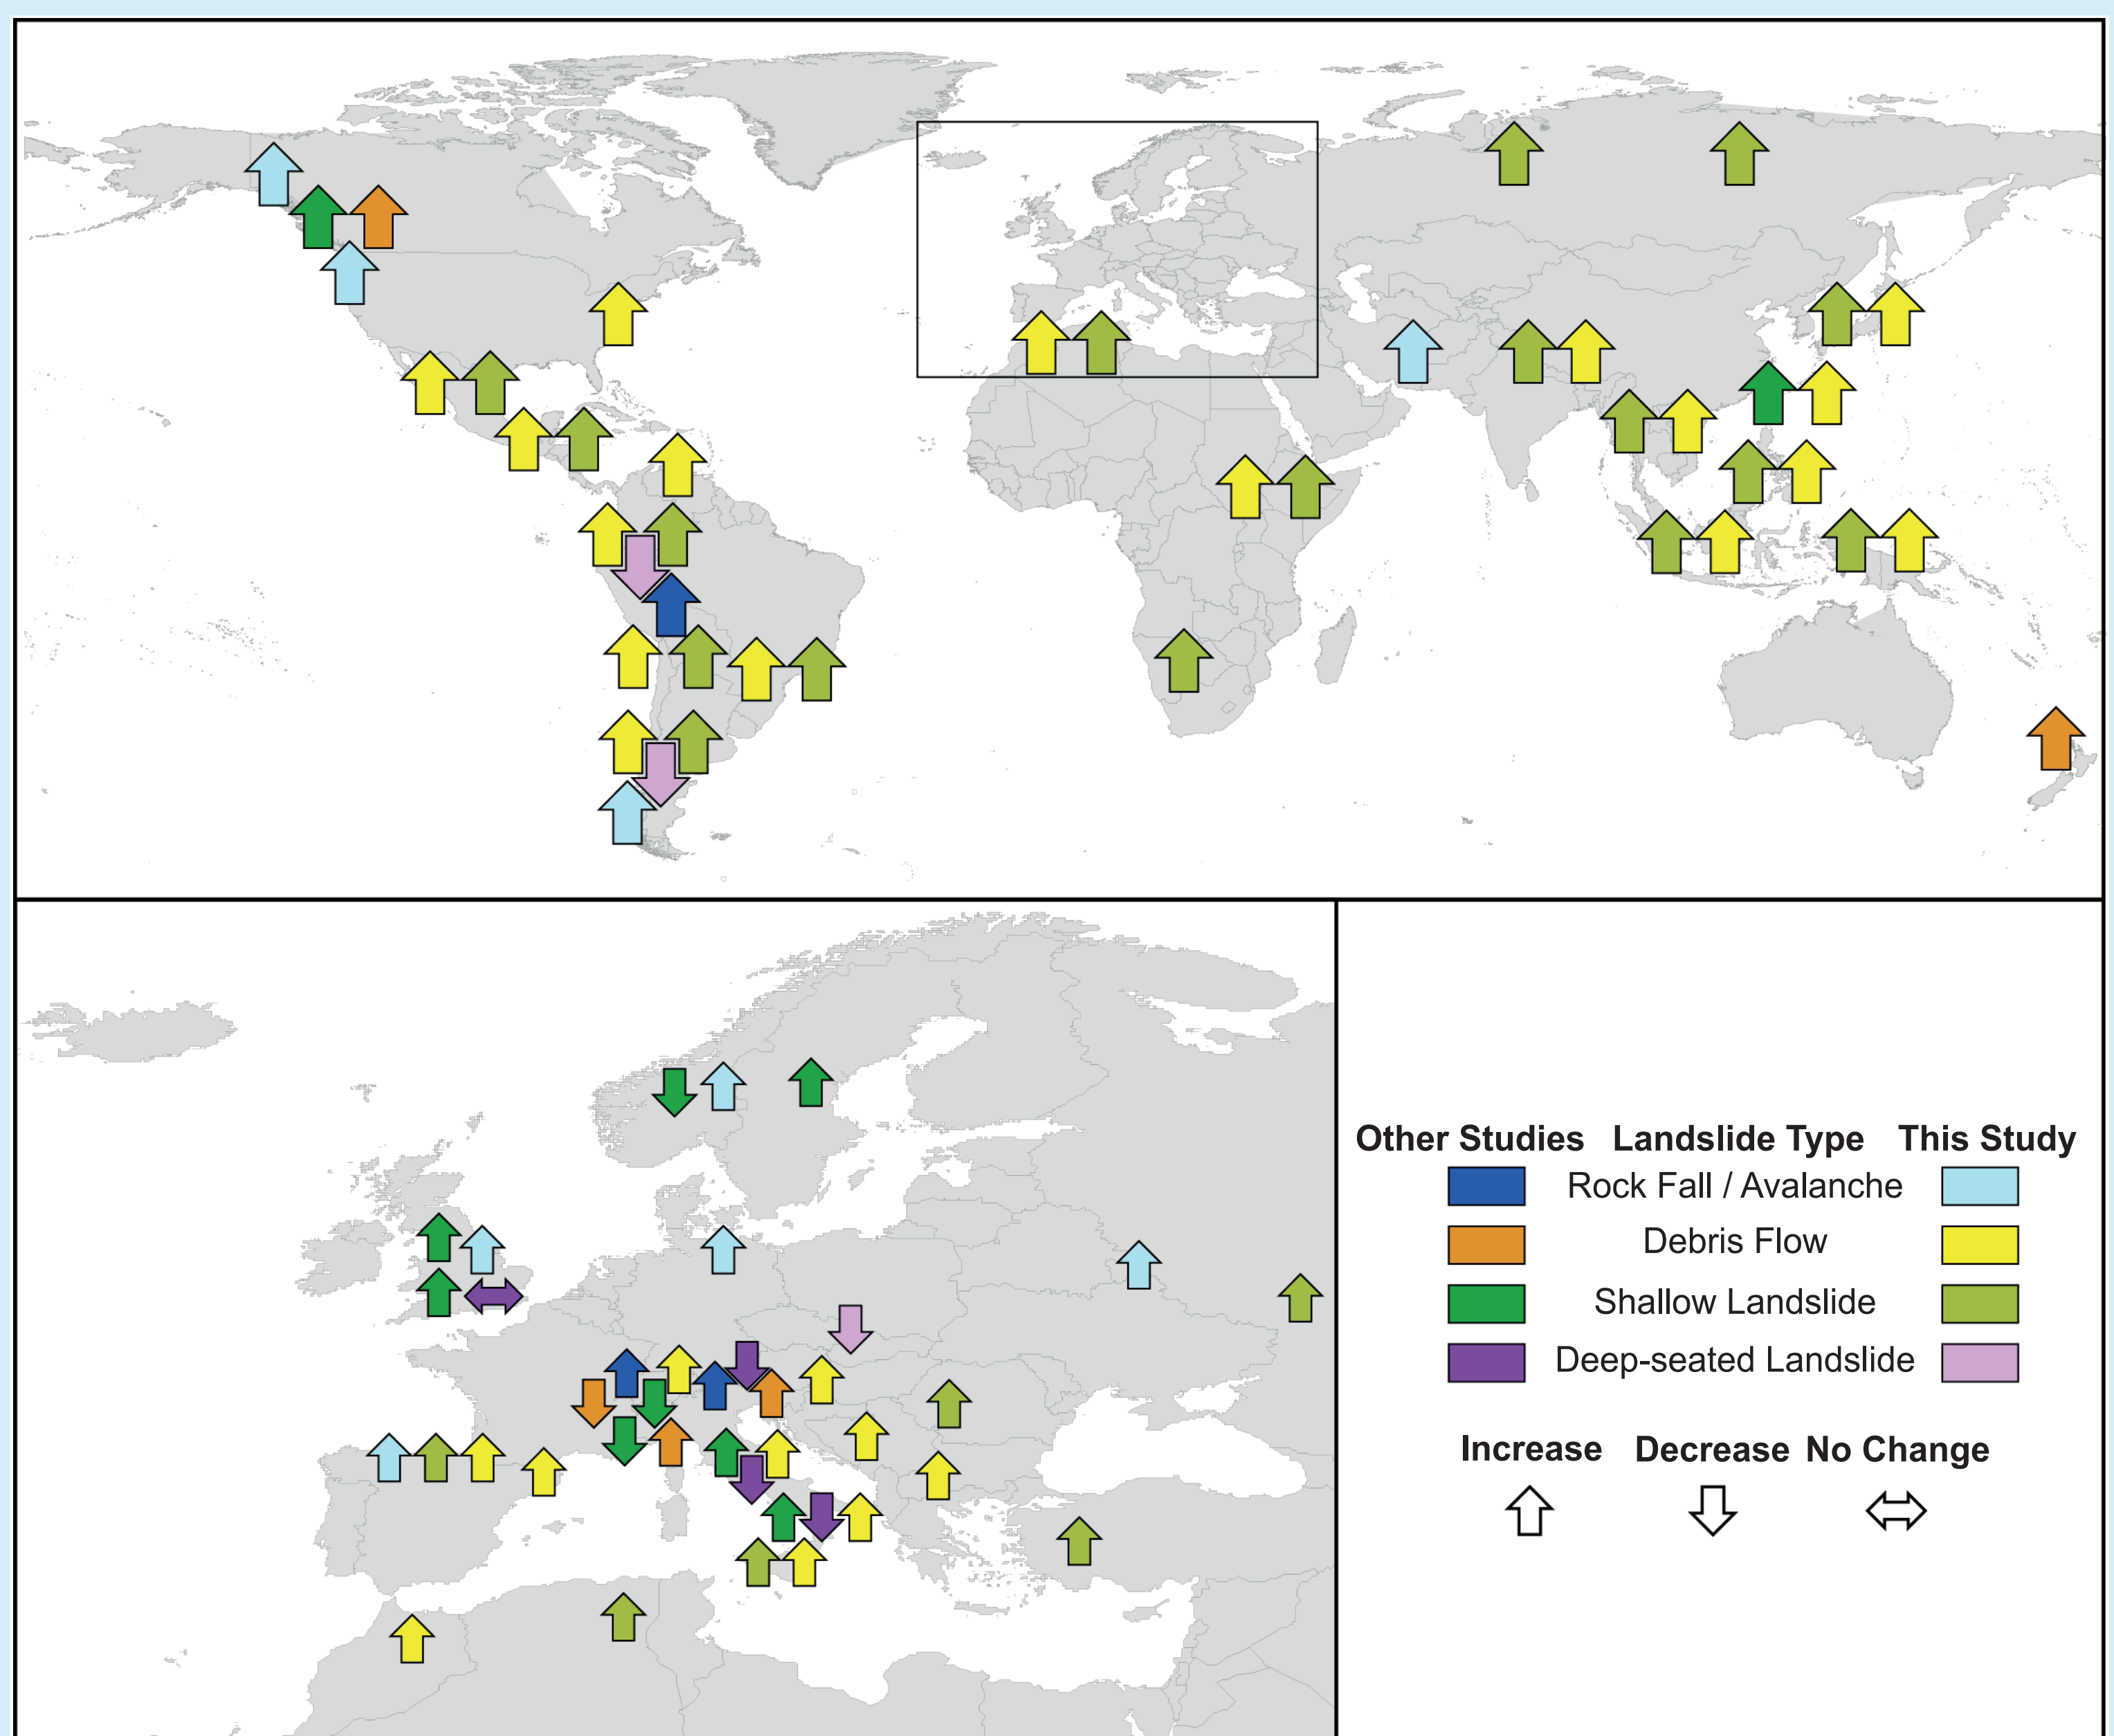 Other Studies Landslide Type This Study
Rock Fall / Avalanche
Debris Flow
Shallow Landslide
Deep-seated Landslide
Increase Decrease No Change